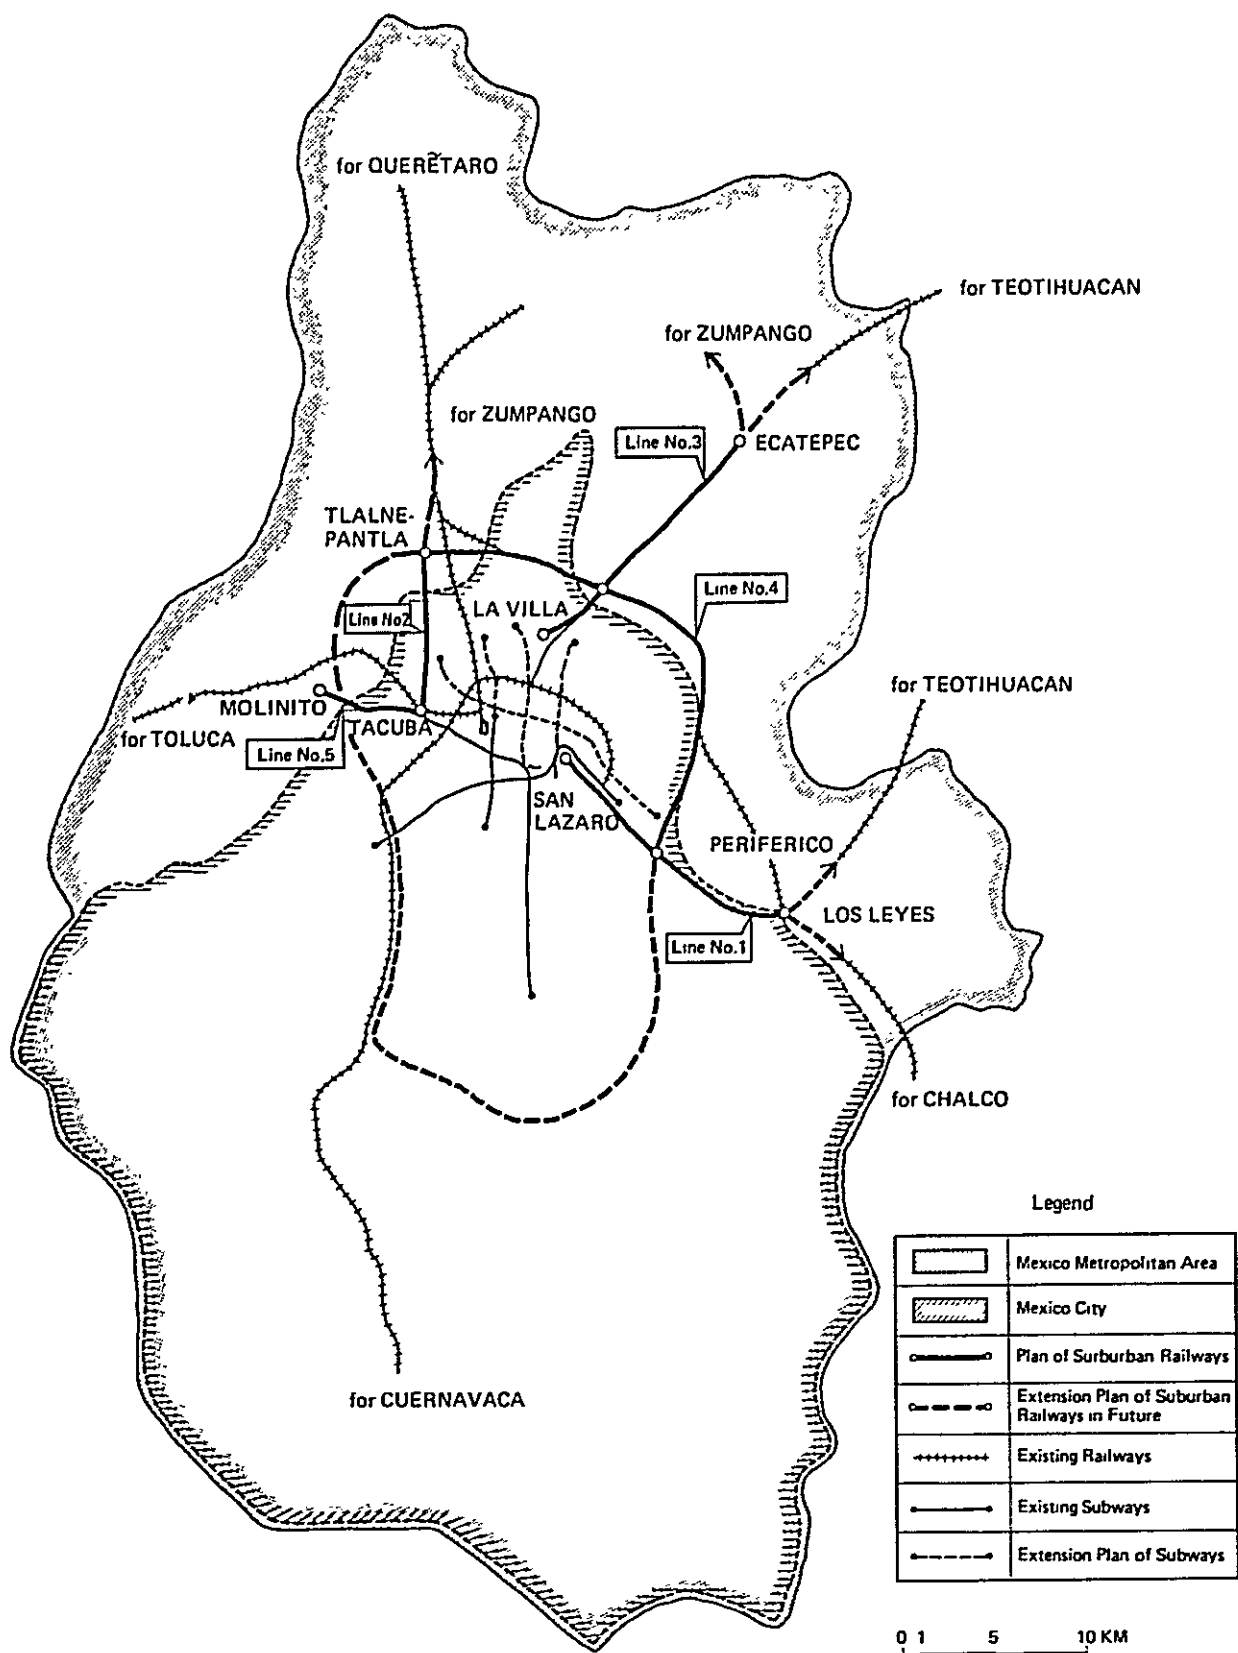 for QUERẼTARO
for TEOTIHUACAN
for ZUMPANGO
for ZUMPANGO
Line No.3
ECATEPEC
TLALNE-
PANTLA
Line No.4
LA VILLA
Line No2
for TEOTIHUACAN
MOLINITO
TACUBA
for TOLUCA
Line No.5
SAN
LAZARO
PERIFERICO
LOS LEYES
Line No.1
for CHALCO
for CUERNAVACA
Legend
Mexico Metropolitan Area
Mexico City
Plan of Surburban Railways
Extension Plan of Suburban
Railways in Future
Existing Railways
Existing Subways
Extension Plan of Subways
0 1 5 10 KM